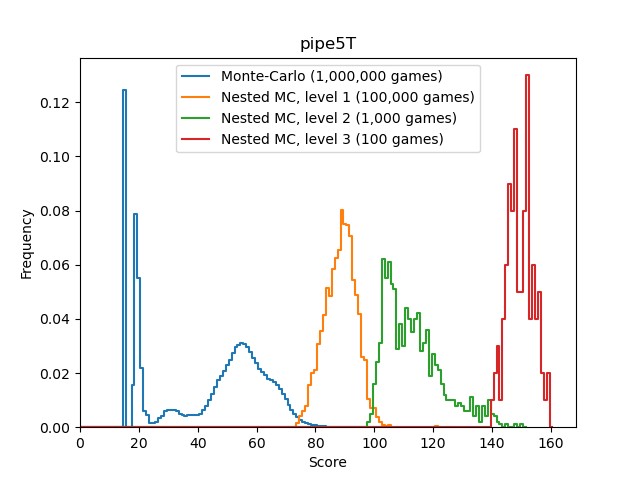 pipe5T
Monte-Carlo (1,000,000 games)
Nested MC, level 1 (100,000 games)
Nested MC, level 2 (1,000 games)
Nested MC, level 3 (100 games)
Frequency
0.12
0.10
0.08
0.06
0.04
0.02
0.00
0 20 40 60 80 100 120 140 160
Score